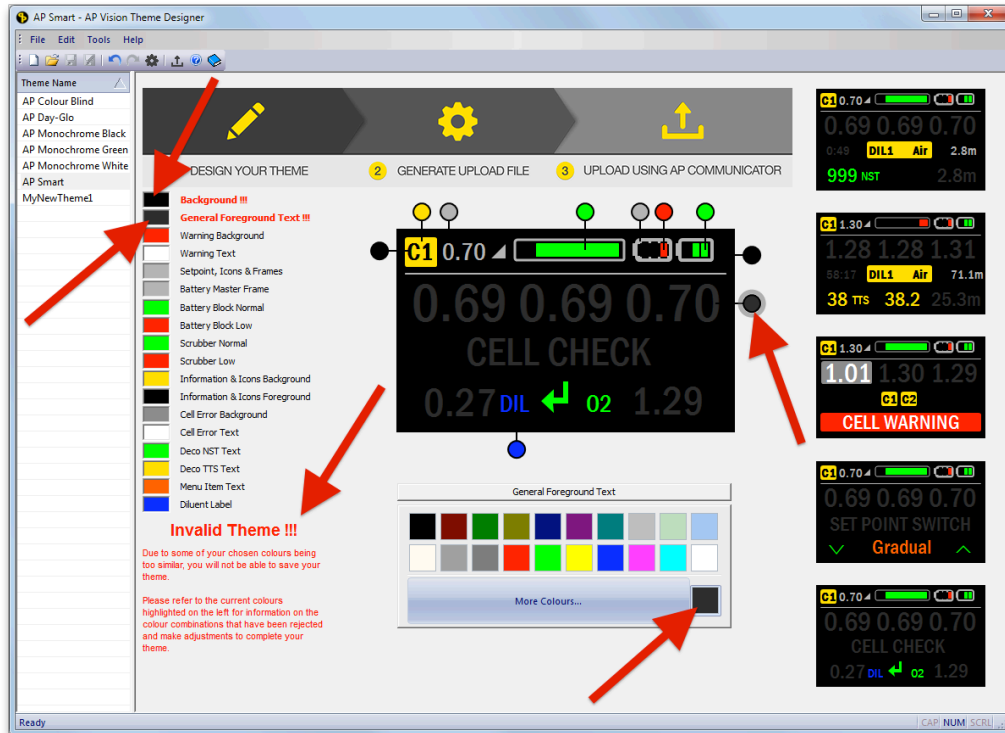 AP Smart - AP Vision Theme Designer
File Edit Tools Help
Theme Name
AP Colour Blind
AP Day-Glo
AP Monochrome Black
AP Monochrome Green
AP Monochrome White
AP Smart
MyNewTheme1
DESIGN YOUR THEME
2 GENERATE UPLOAD FILE
3 UPLOAD USING AP COMMUNICATOR
Background !!!
General Foreground Text !!!
Warning Background
Warning Text
Setpoint, Icons & Frames
Battery Master Frame
Battery Block Normal
Battery Block Low
Scrubber Normal
Scrubber Low
Information & Icons Background
Information & Icons Foreground
Cell Error Background
Cell Error Text
Deco NST Text
Deco TTS Text
Menu Item Text
Diluent Label
Invalid Theme !!!
Due to some of your chosen colours being
too similar, you will not be able to save your
theme.
Please refer to the current colours
highlighted on the left for information on the
colour combinations that have been rejected
and make adjustments to complete your
theme.
C1 0.70
0.69 0.69 0.70
CELL CHECK
0.27 DIL O2 1.29
General Foreground Text
More Colours...
C1 0.70
0.69 0.69 0.70
0:49 DIL1 Air 2.8m
999 NST 2.8m
C1 1.30
1.28 1.28 1.31
58:17 DIL1 Air 71.1m
38 TTS 38.2 25.3m
C1 1.30
1.01 1.30 1.29
C1 C2
CELL WARNING
C1 0.70
0.69 0.69 0.70
SET POINT SWITCH
Gradual
C1 0.70
0.69 0.69 0.70
CELL CHECK
0.27 DIL O2 1.29
Ready
CAP NUM SCRL